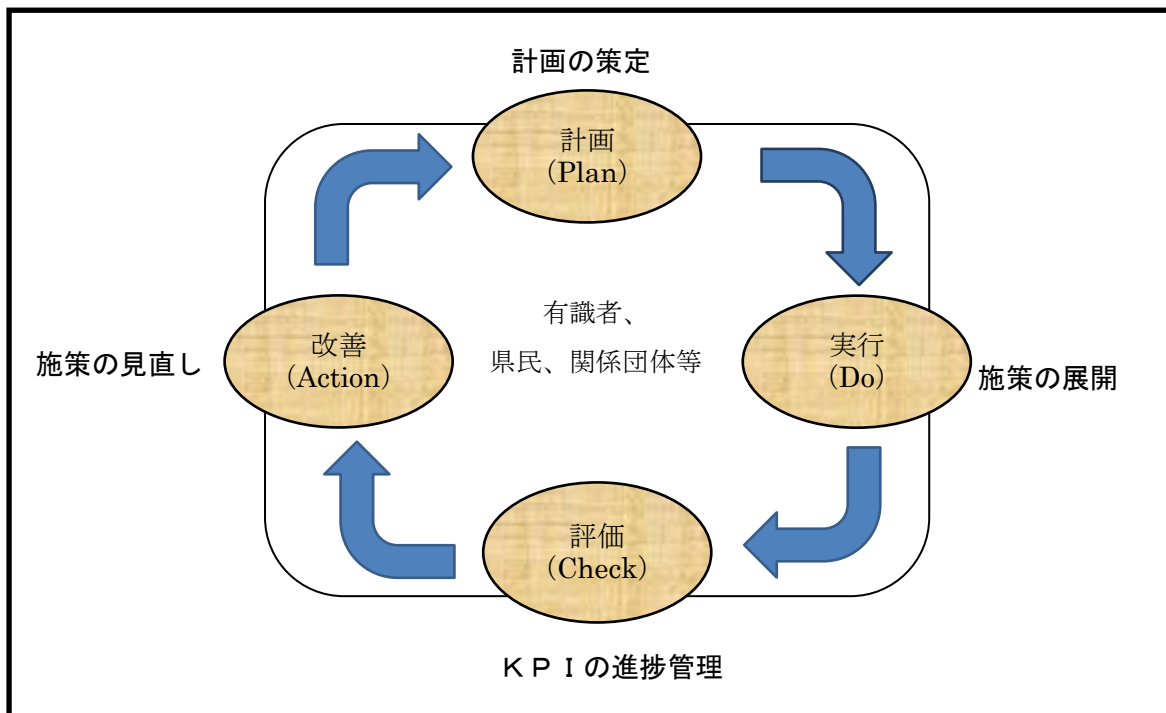 計画の策定
計画
（Plan）
有識者、
県民、関係団体等
改善
（Action）
施策の見直し
実行
（Do）
施策の展開
評価
（Check）
ＫＰＩの進捗管理